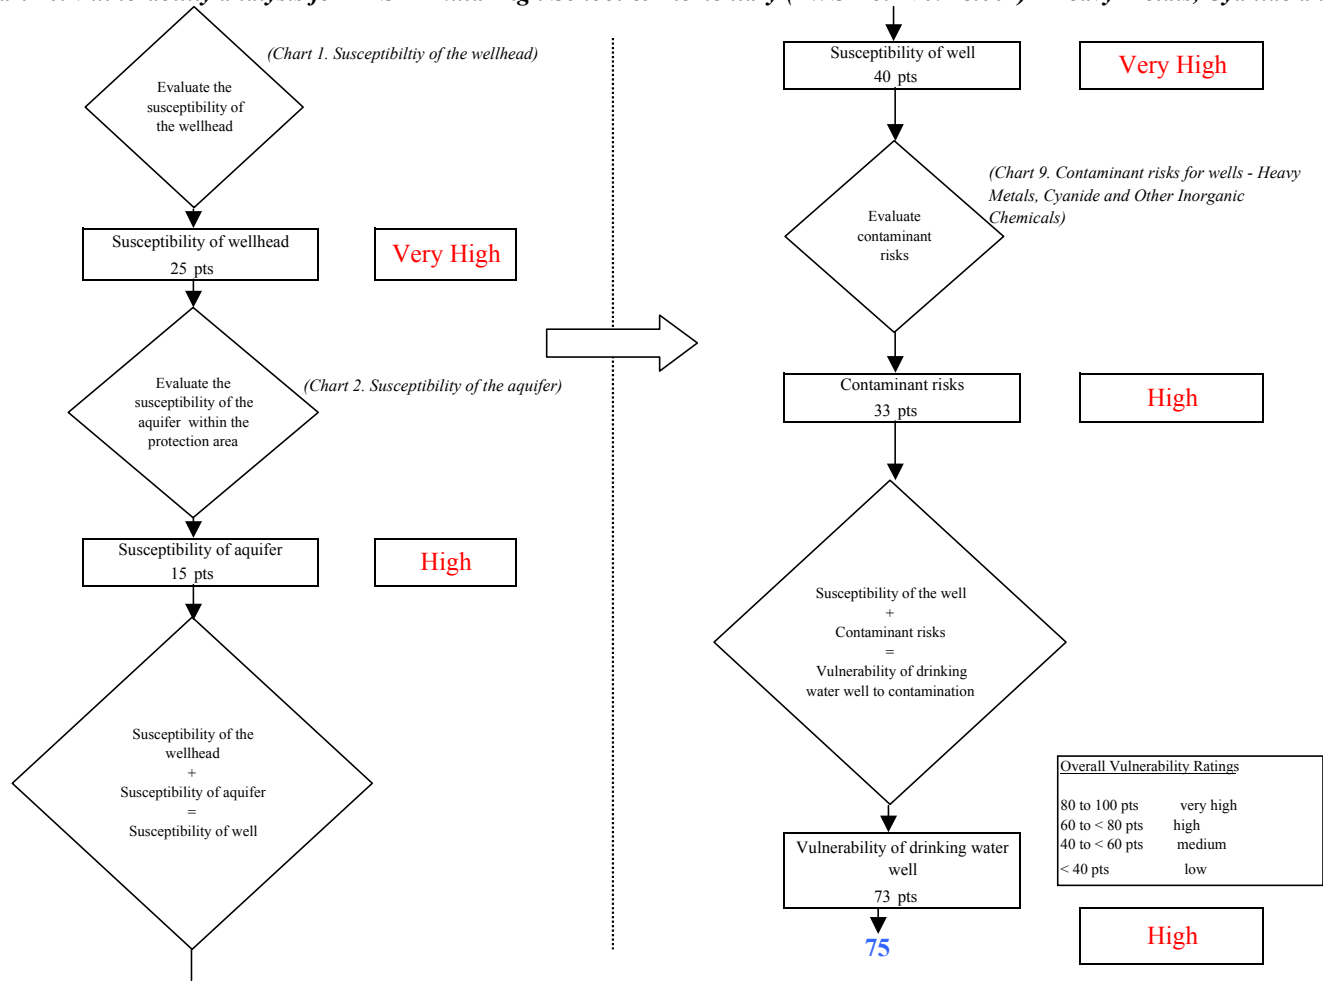 (Chart 1. Susceptibiltiy of the wellhead)
Evaluate the
susceptibility of
the wellhead
Susceptibility of wellhead
25 pts
Very High
Evaluate the
susceptibility of the
aquifer within the
protection area
(Chart 2. Susceptibility of the aquifer)
Susceptibility of aquifer
15 pts
High
Susceptibility of the
wellhead
+
Susceptibility of aquifer
=
Susceptibility of well
Susceptibility of well
40 pts
Very High
Evaluate
contaminant
risks
(Chart 9. Contaminant risks for wells - Heavy
Metals, Cyanide and Other Inorganic
Chemicals)
Contaminant risks
33 pts
High
Susceptibility of the well
+
Contaminant risks
=
Vulnerability of drinking
water well to contamination
Overall Vulnerability Ratings
80 to 100 pts very high
60 to < 80 pts high
40 to < 60 pts medium
< 40 pts low
Vulnerability of drinking water
well
73 pts
75
High